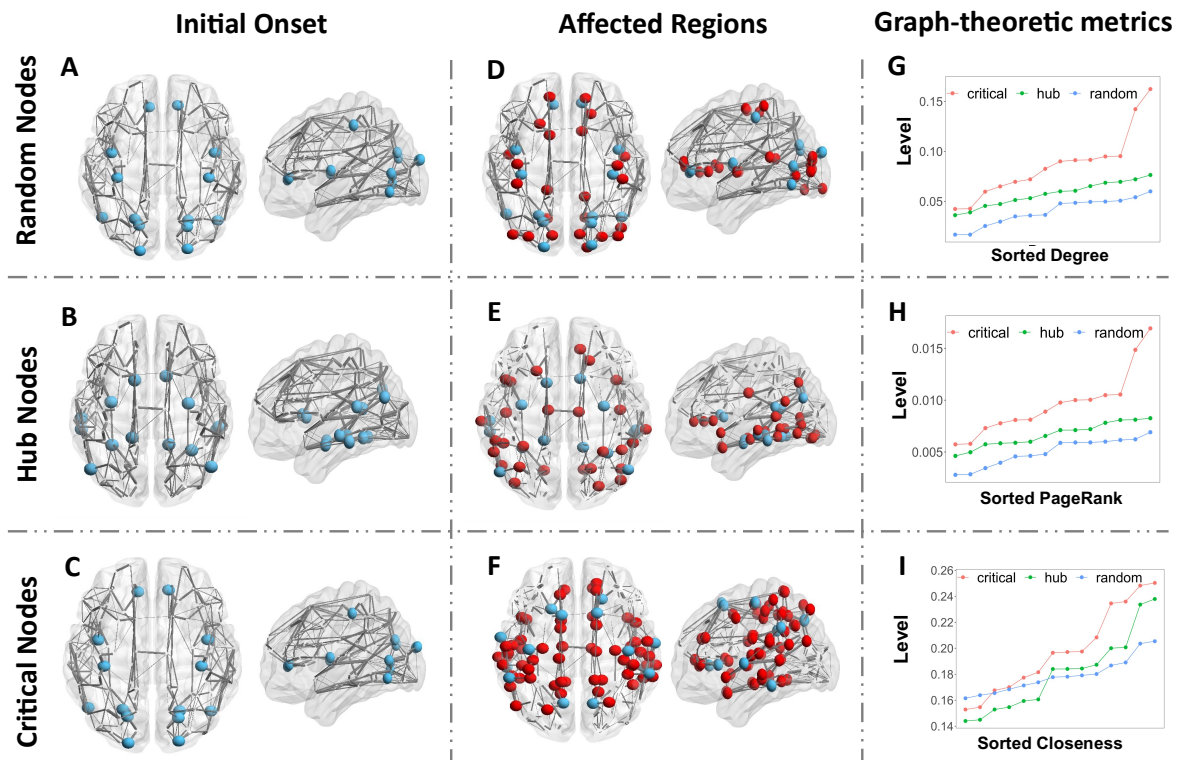 Initial Onset
Affected Regions
Graph-theoretic metrics
Random Nodes
A
D
G
Level
critical hub random
0.15
0.10
0.05
Sorted Degree
Hub Nodes
B
E
H
Level
critical hub random
0.015
0.010
0.005
Sorted PageRank
Critical Nodes
C
F
I
Level
0.26
critical hub random
0.24
0.22
0.20
0.18
0.16
0.14
Sorted Closeness